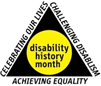 CELEBRATING OUR LIVES
CHALLENGING DISABLISM
disability
history
month
ACHIEVING EQUALITY